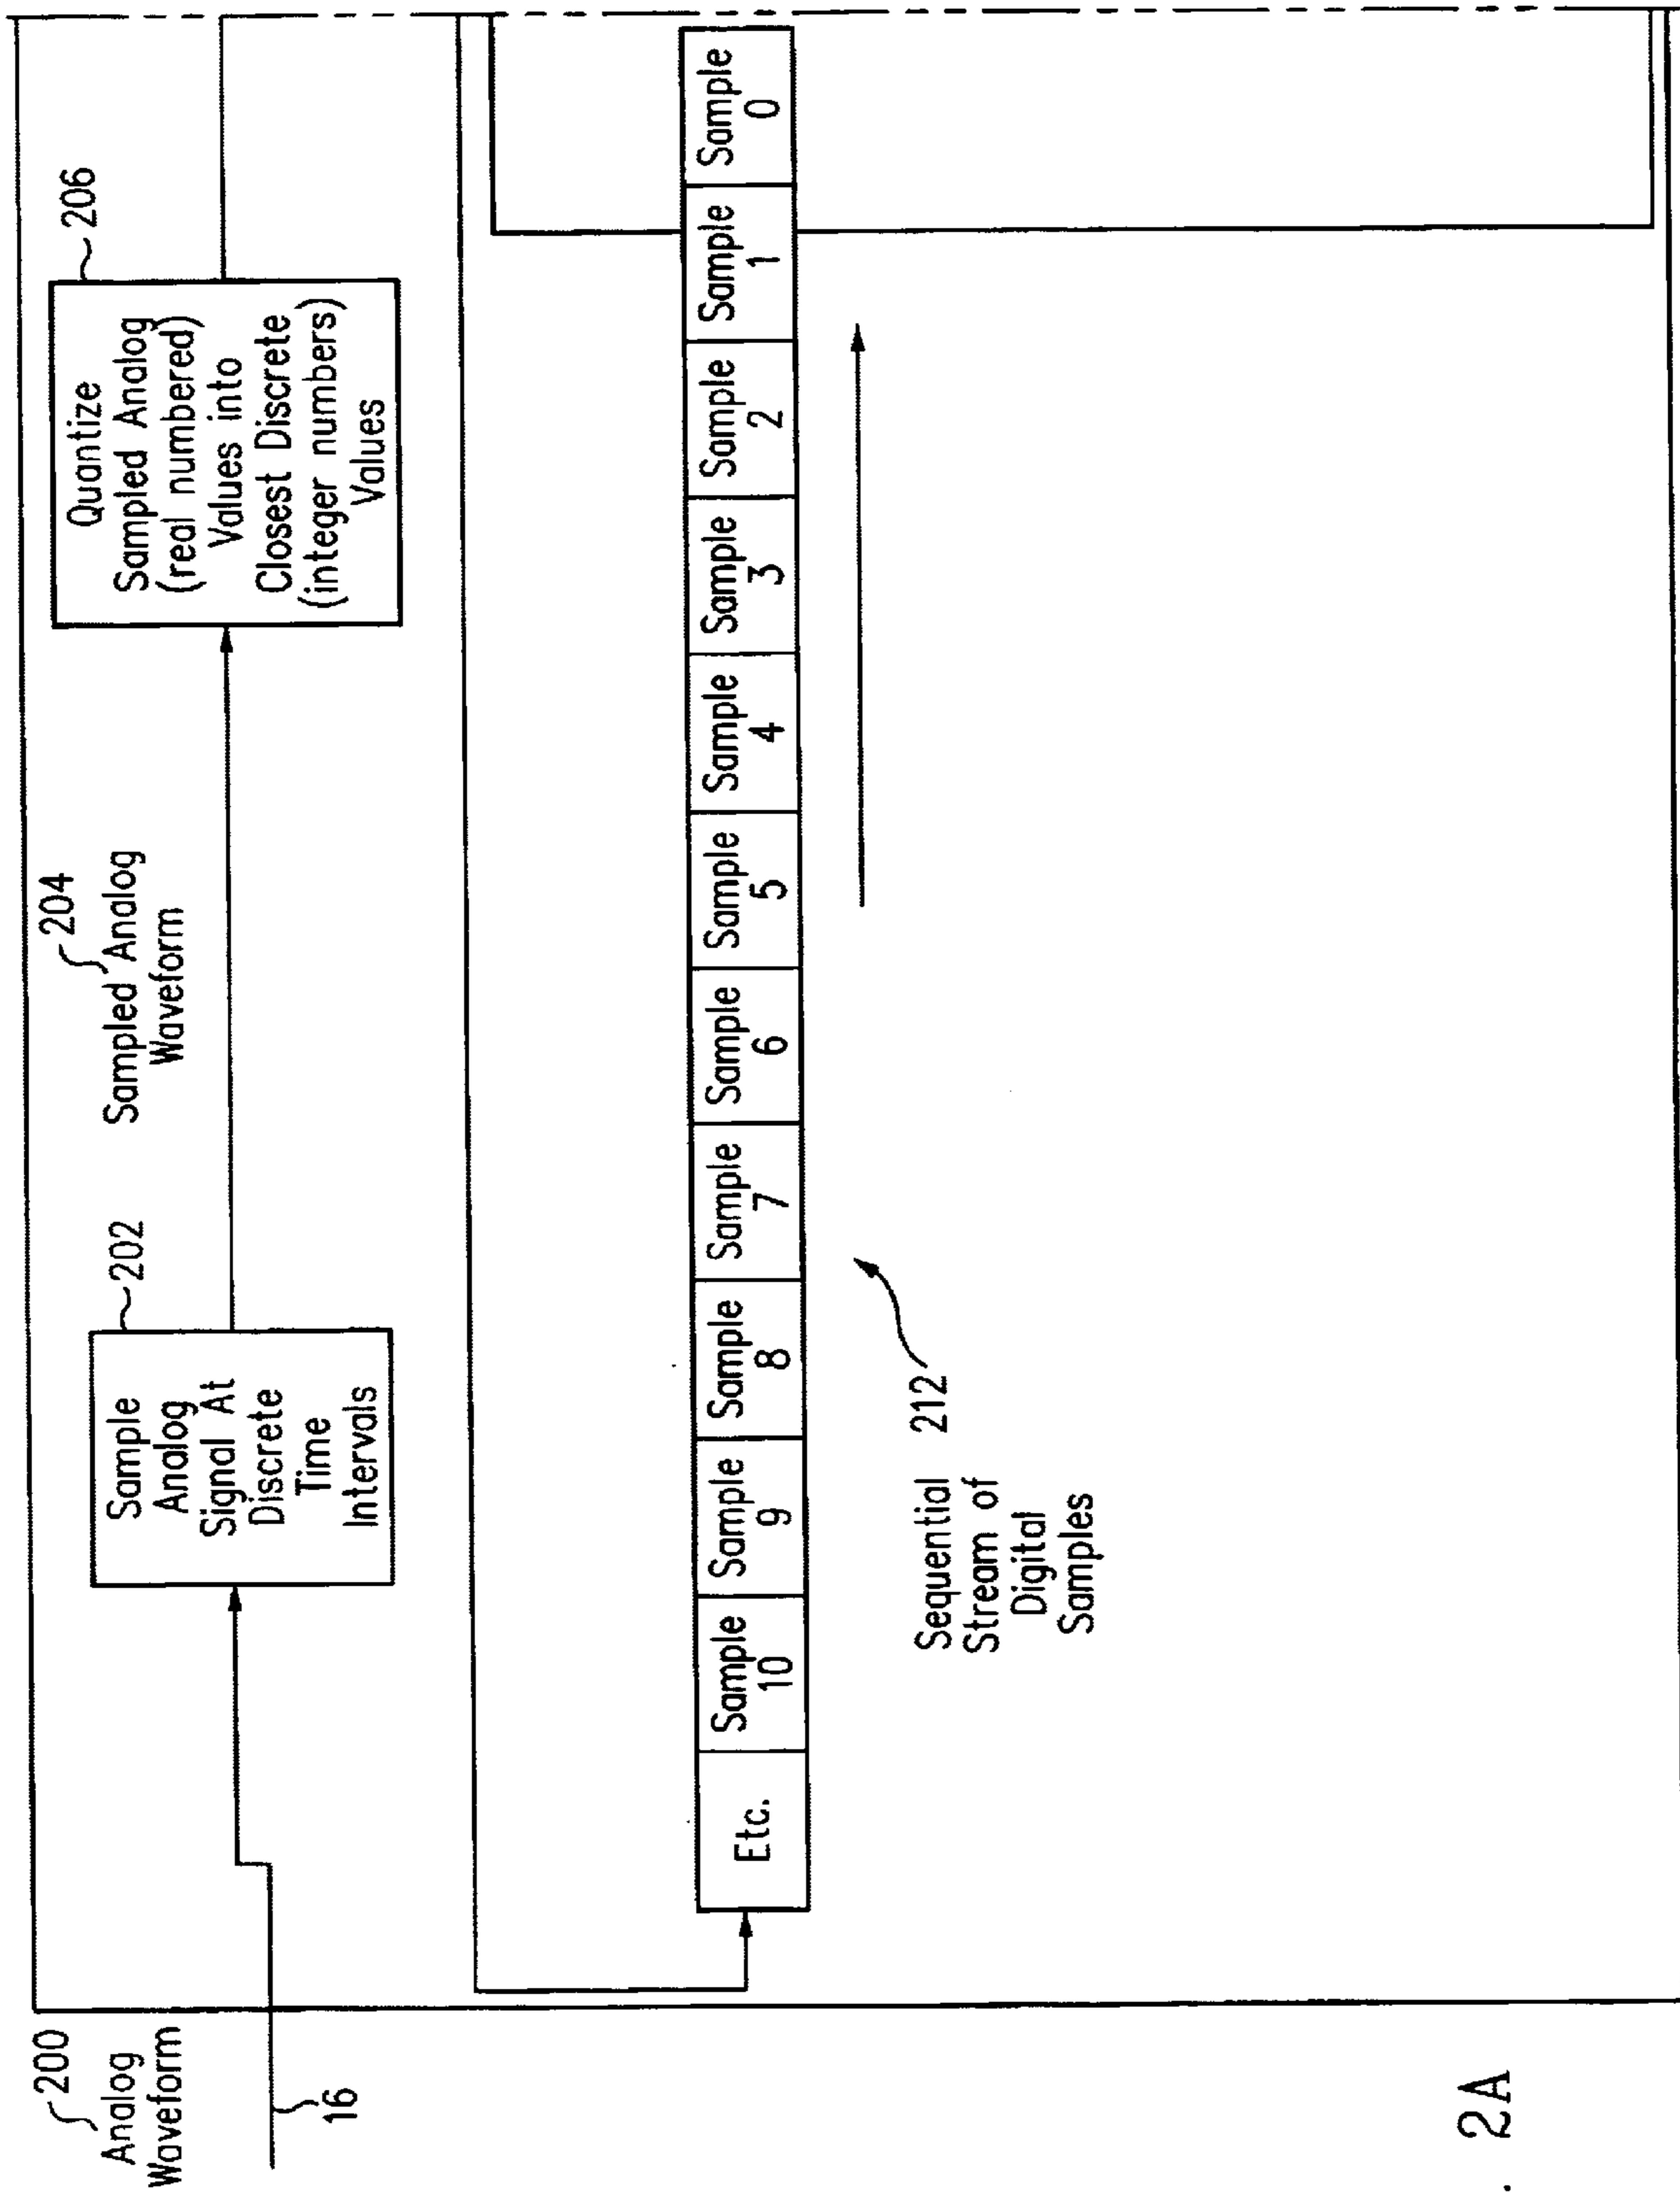 200
Analog
Waveform
16
202
Sample
Analog
Signal At
Discrete
Time
Intervals
204
Sampled Analog
Waveform
206
Quantize
Sampled Analog
(real numbered)
Values into
Closest Discrete
(integer numbers)
Values
Etc.
Sample
10
Sample
9
Sample
8
Sample
7
Sample
6
Sample
5
Sample
4
Sample
3
Sample
2
Sample
1
Sample
0
212
Sequential
Stream of
Digital
Samples
. 2A